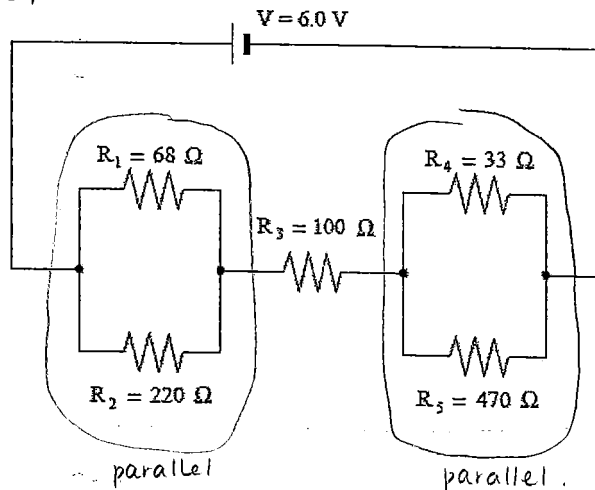 V = 6.0 V
R₁ = 68 Ω
R₄ = 33 Ω
R₃ = 100 Ω
R₂ = 220 Ω
R₅ = 470 Ω
parallel
parallel.